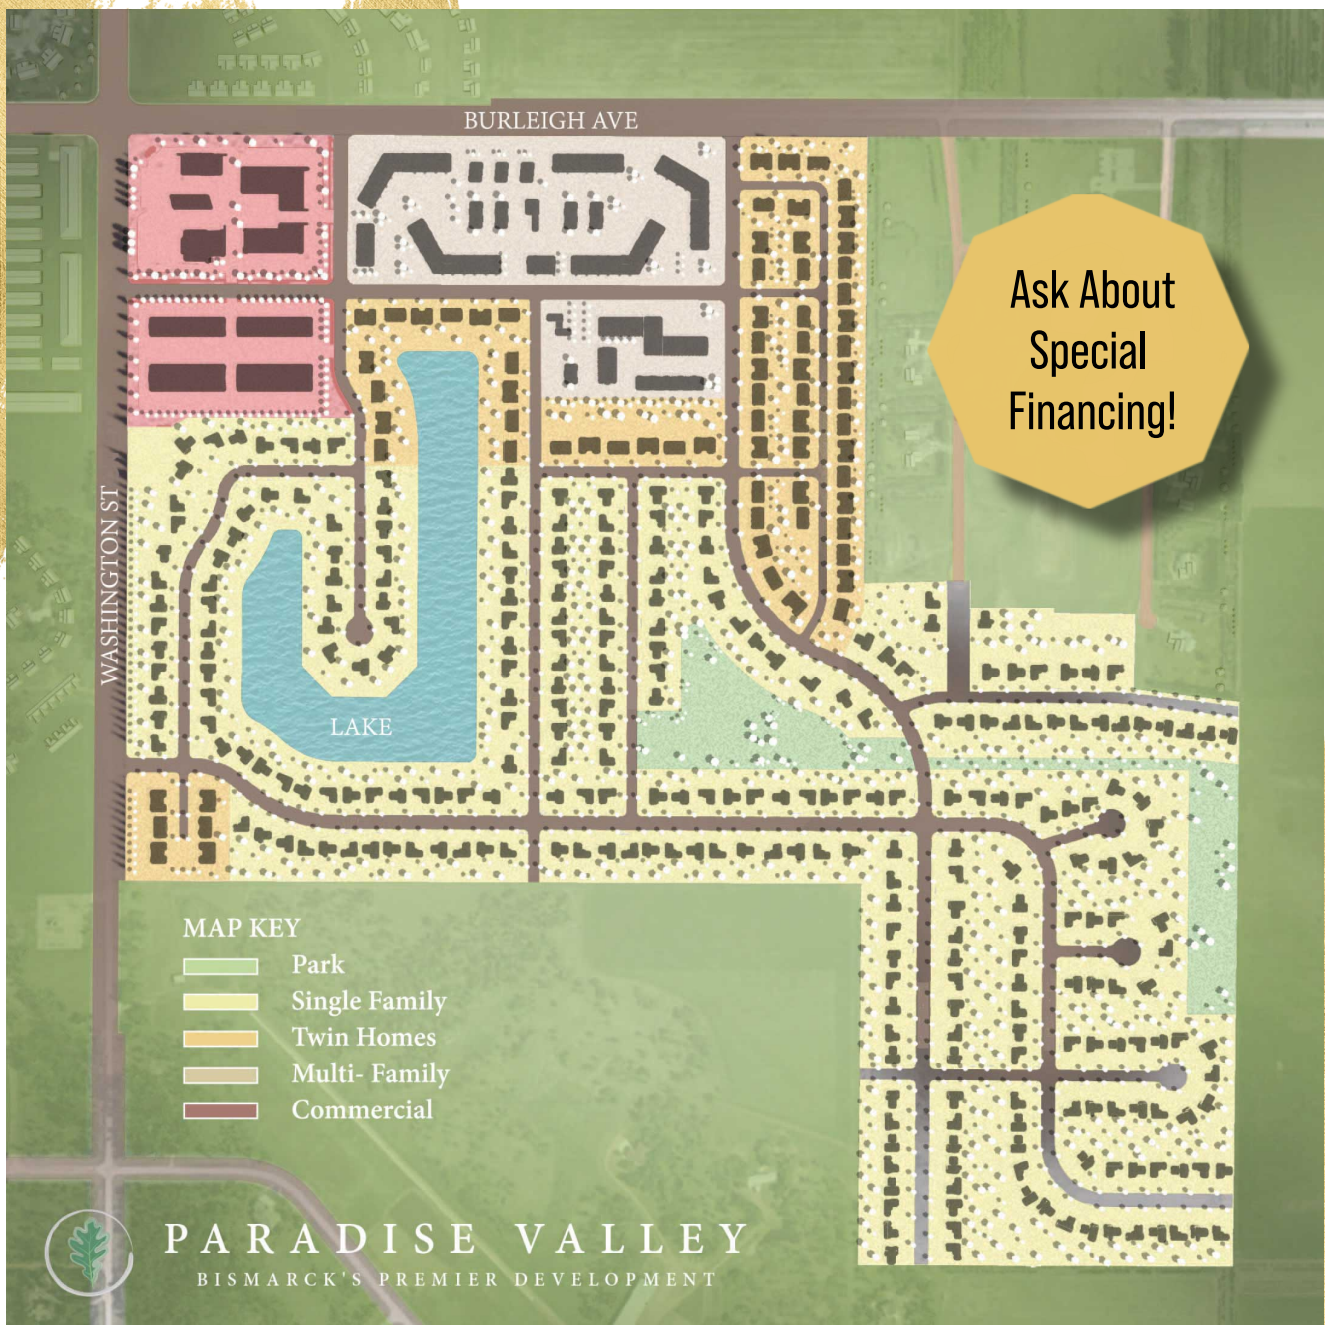 BURLEIGH AVE
Ask About
Special
Financing!
WASHINGTON ST
LAKE
MAP KEY
Park
Single Family
Twin Homes
Multi- Family
Commercial
PARADISE VALLEY
BISMARCK'S PREMIER DEVELOPMENT